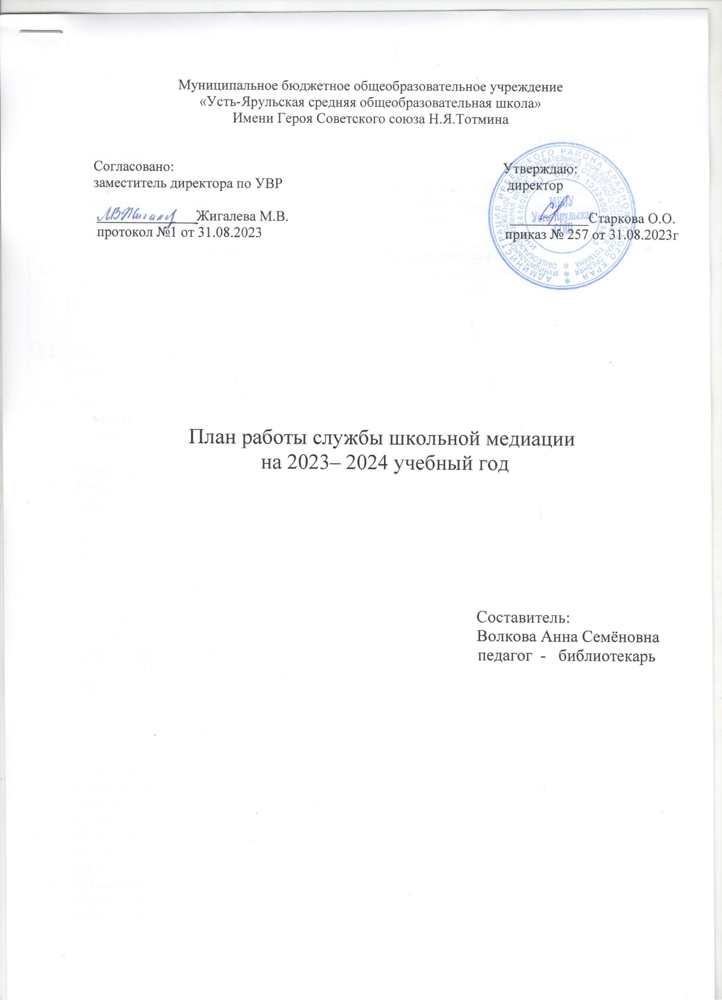 Муниципальное бюджетное общеобразовательное учреждение
«Усть-Ярульская средняя общеобразовательная школа»
Имени Героя Советского союза Н.Я.Тотмина
Согласовано:
заместитель директора по УВР
Жигалева М.В.
протокол №1 от 31.08.2023
Утверждаю:
директор
Старкова О.О.
приказ № 257 от 31.08.2023г
АДМИНИСТРАЦИЯ ИРБЕЙСКОГО РАЙОНА КРАСНОЯРСКОГО КРАЯ
МБОУ
Усть-Ярульская
СОШ
План работы службы школьной медиации
на 2023– 2024 учебный год
Составитель:
Волкова Анна Семёновна
педагог - библиотекарь